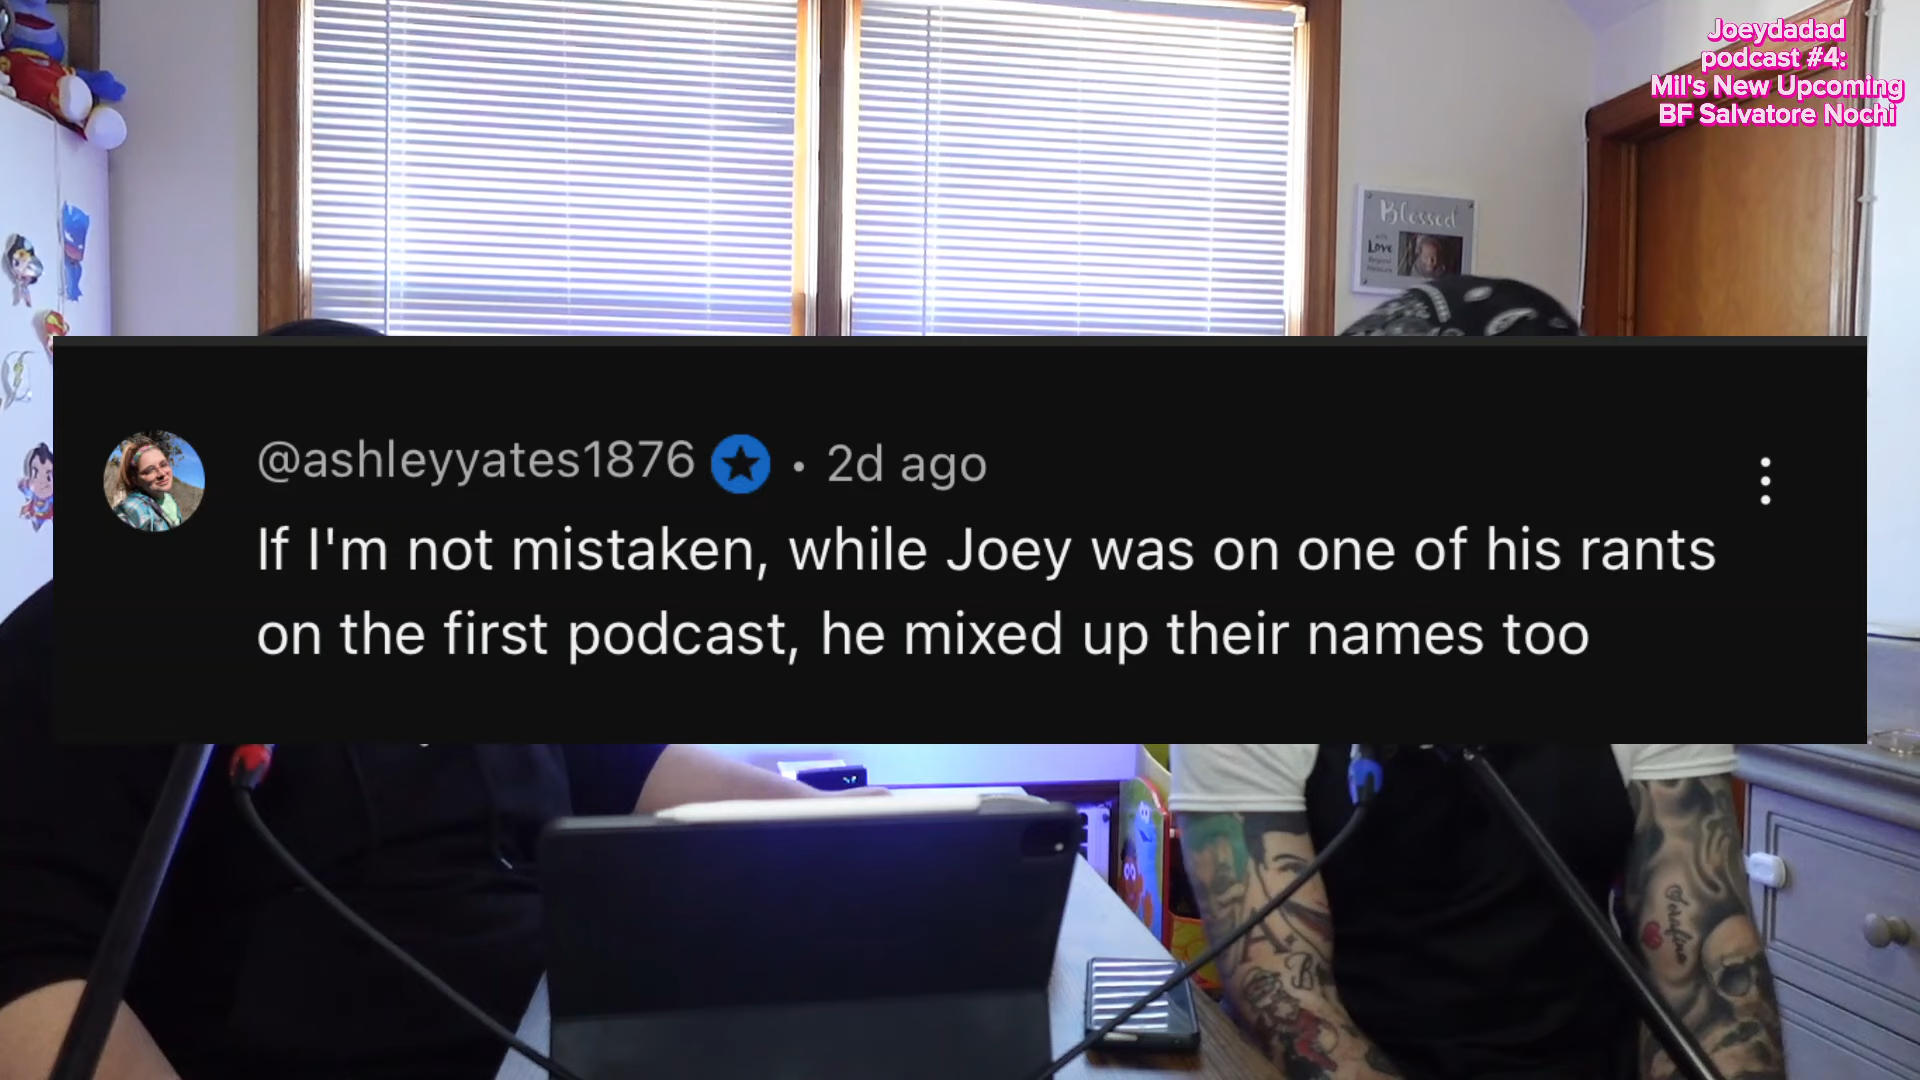 Joeydadad
podcast #4:
Mil's New Upcoming
BF Salvatore Nochi
Blessed
Love
@ashleyyates1876 • 2d ago
If I'm not mistaken, while Joey was on one of his rants
on the first podcast, he mixed up their names too